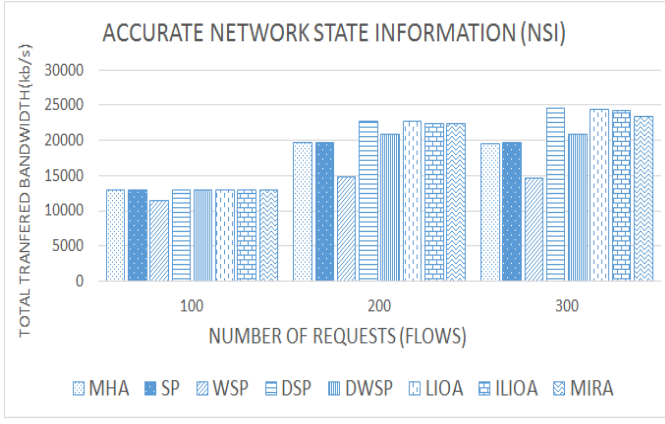 ACCURATE NETWORK STATE INFORMATION (NSI)
TOTAL TRANFERED BANDWIDTH(kb/s)
30000
25000
20000
15000
10000
5000
0
100 200 300
NUMBER OF REQUESTS (FLOWS)
MHA SP WSP DSP DWSP LIOA ILIOA MIRA